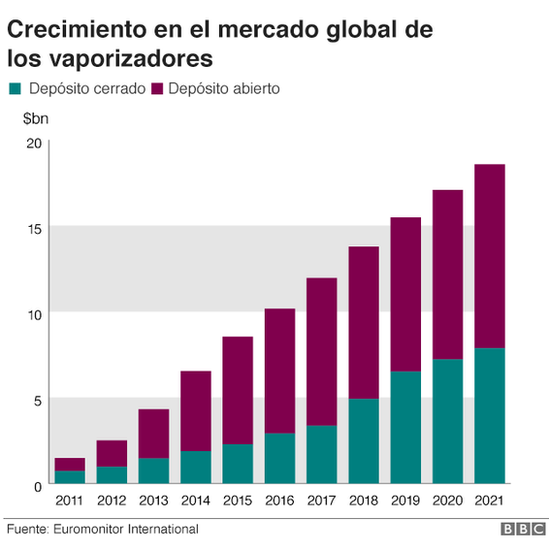 Crecimiento en el mercado global de
los vaporizadores
Depósito cerrado Depósito abierto
$bn
20
15
10
5
0
2011 2012 2013 2014 2015 2016 2017 2018 2019 2020 2021
Fuente: Euromonitor International BBC